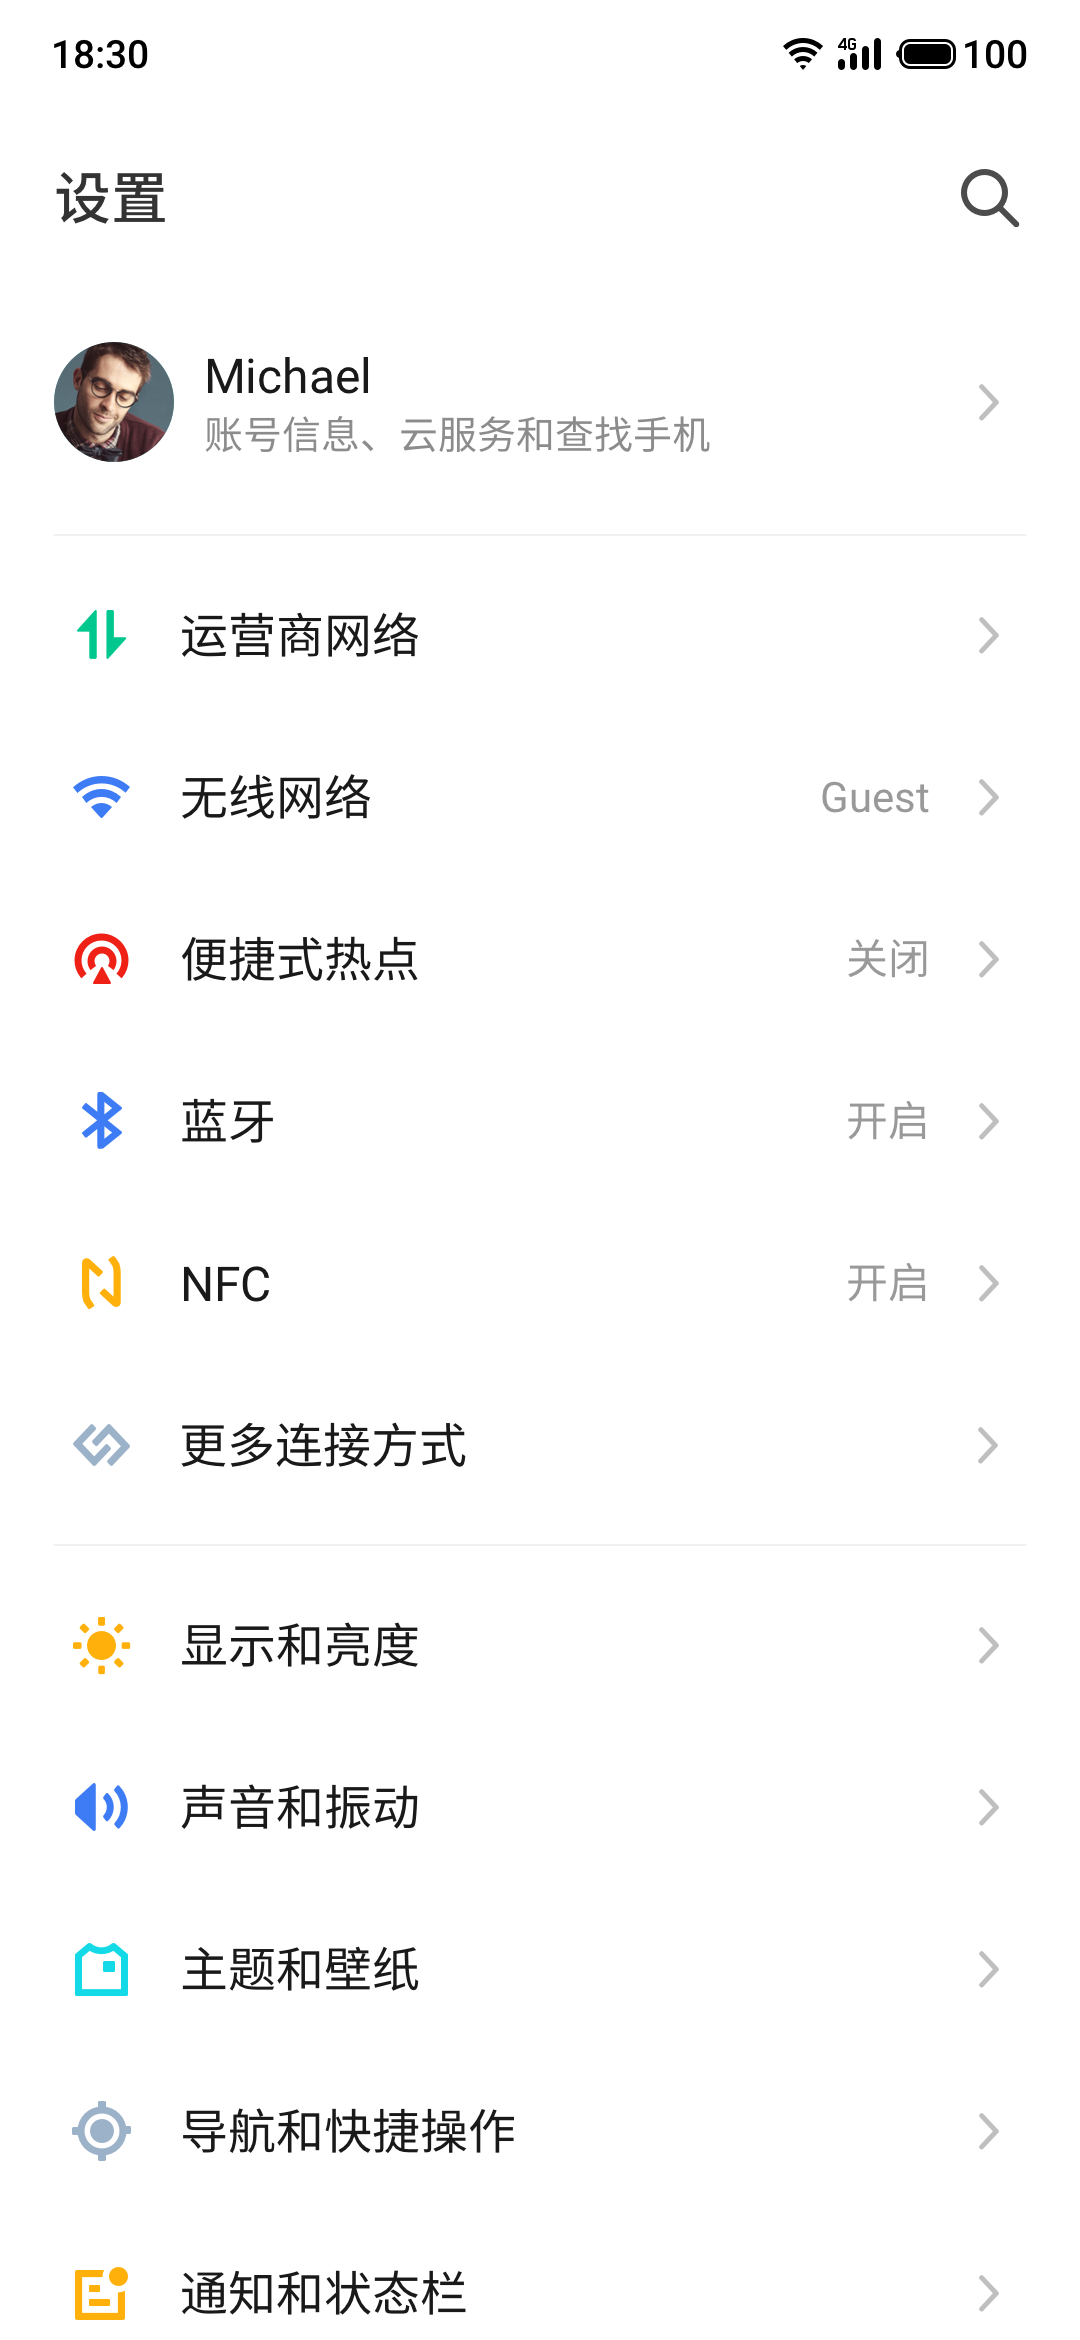 18:30 4G 100
设置
Michael
账号信息、云服务和查找手机
运营商网络
无线网络 Guest
便捷式热点 关闭
蓝牙 开启
NFC 开启
更多连接方式
显示和亮度
声音和振动
主题和壁纸
导航和快捷操作
通知和状态栏